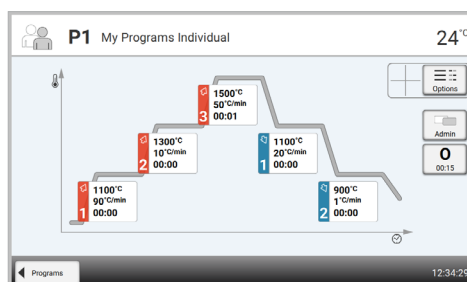 P1 My Programs Individual
24°C
Options
1500°C
50°C/min
3 00:01
1300°C
10°C/min
2 00:00
1100°C
20°C/min
1 00:00
Admin
0
00:15
1100°C
90°C/min
1 00:00
900°C
1°C/min
2 00:00
Programs
12:34:29